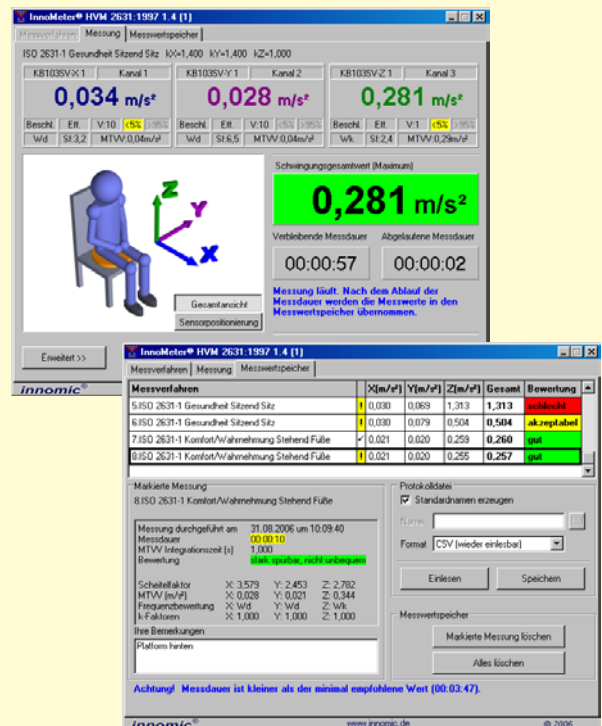 InnoMeter® HVM 2631:1997 1.4 (1)
Messverfahren Messung Messwertspeicher
ISO 2631-1 Gesundheit Sitzend Sitz kX=1,400 kY=1,400 kZ=1,000
KB103SV-X 1 Kanal 1 KB103SV-Y 1 Kanal 2 KB103SV-Z 1 Kanal 3
0,034 m/s² 0,028 m/s² 0,281 m/s²
Beschl. Eff. V:10 <5% >95% Beschl. Eff. V:10 <5% >95% Beschl. Eff. V:1 <5% >95%
Wd Sf:3,2 MTVV:0,04m/s² Wd Sf:6,5 MTVV:0,04m/s² Wk Sf:2,4 MTVV:0,29m/s²
Schwingungsgesamtwert (Maximum)
0,281 m/s²
Z
Y
X
Verbleibende Messdauer Abgelaufene Messdauer
00:00:57 00:00:02
Messung läuft. Nach dem Ablauf der
Messdauer werden die Messwerte in den
Messwertspeicher übernommen.
Gesamtansicht
Sensorpositionierung
Erweitert >>
innomic®
InnoMeter® HVM 2631:1997 1.4 (1)
Messverfahren Messung Messwertspeicher
Messverfahren X[m/s²] Y[m/s²] Z[m/s²] Gesamt Bewertung
5.ISO 2631-1 Gesundheit Sitzend Sitz ! 0,030 0,069 1,313 1,313 schlecht
6.ISO 2631-1 Gesundheit Sitzend Sitz ! 0,030 0,079 0,504 0,504 akzeptabel
7.ISO 2631-1 Komfort/Wahrnehmung Stehend Füße ✓ 0,021 0,020 0,259 0,260 gut
8.ISO 2631-1 Komfort/Wahrnehmung Stehend Füße ! 0,021 0,020 0,255 0,257 gut
Markierte Messung
8.ISO 2631-1 Komfort/Wahrnehmung Stehend Füße
Messung durchgeführt am 31.08.2006 um 10:09:40
Messdauer 00:00:10
MTVV Integrationszeit [s] 1,000
Bewertung stark spürbar, nicht unbequem
Scheitelfaktor X: 3,579 Y: 2,453 Z: 2,782
MTVV [m/s²] X: 0,028 Y: 0,021 Z: 0,344
Frequenzbewertung X: Wd Y: Wd Z: Wk
k-Faktoren X: 1,000 Y: 1,000 Z: 1,000
Ihre Bemerkungen
Platform hinten
Protokolldatei
Standardnamen erzeugen
Name:
Format CSV (wieder einlesbar)
Einlesen Speichern
Messwertspeicher
Markierte Messung löschen
Alles löschen
Achtung! Messdauer ist kleiner als der minimal empfohlene Wert (00:03:47).
innomic® www.innomic.de © 2006